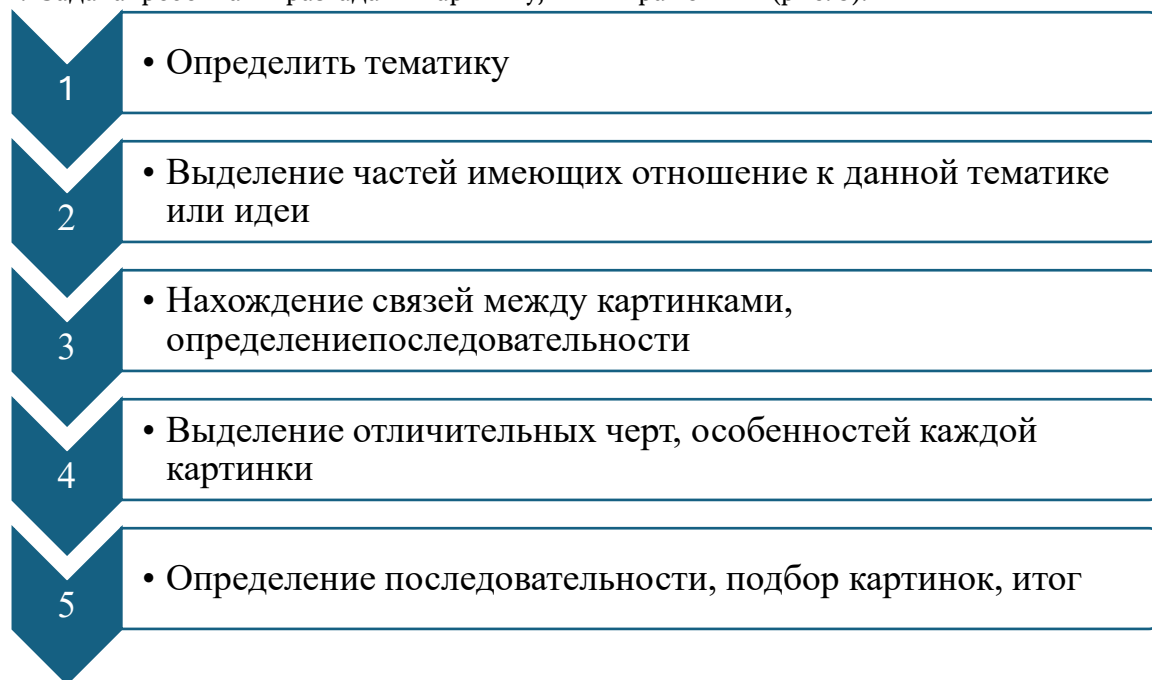 1
• Определить тематику
2
• Выделение частей имеющих отношение к данной тематике
или идеи
3
• Нахождение связей между картинками,
определениепоследовательности
4
• Выделение отличительных черт, особенностей каждой
картинки
5
• Определение последовательности, подбор картинок, итог